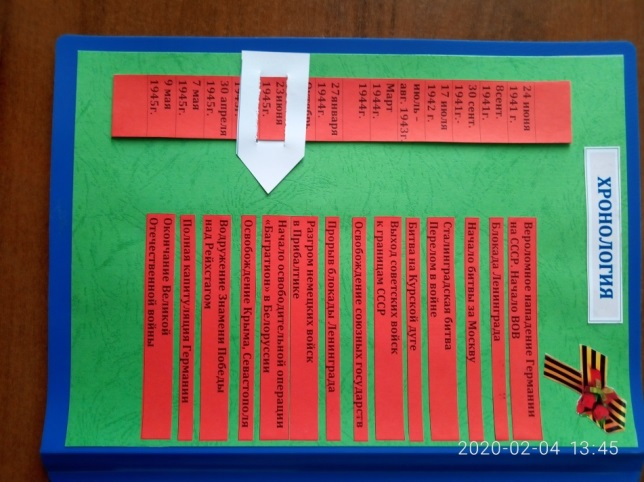 ХРОНОЛОГИЯ
24 июня
1941 г.
8сент.
1941г.
30 сент.
1941г.-
17 июля
1942 г.
июль -
авг. 1943г.
Март
1944г.
1944г.
27января
1944г.
23июня
1945г.
30 апреля
1945г.
7 мая
1945г.
9 мая
1945г.
Вероломное нападение Германии
на СССР. Начало ВОВ
Блокада Ленинграда
Начало битвы за Москву
Сталинградская битва
Перелом в войне
Битва на Курской дуге
Выход советских войск
к границам СССР
Освобождение союзных государств
Прорыв блокады Ленинграда
Разгром немецких войск
в Прибалтике
Начало освободительной операции
«Багратион» в Белоруссии
Освобождение Крыма, Севастополя
Водружение Знамени Победы
над Рейхстагом
Полная капитуляция Германии
Окончание Великой
Отечественной войны
2020-02-04 13:45